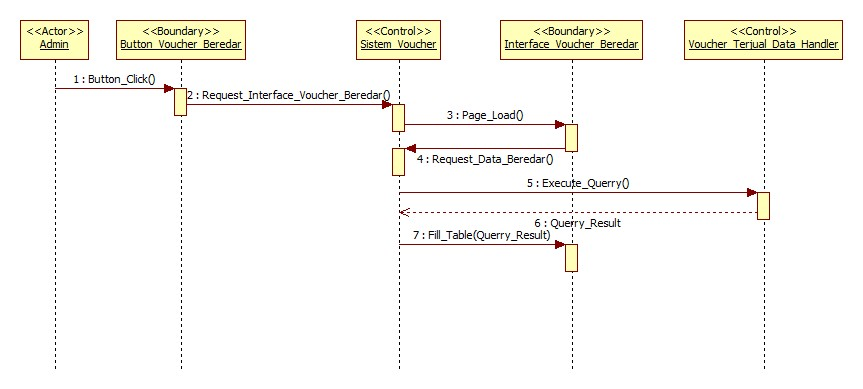 <<Actor>>
Admin
<<Boundary>>
Button_Voucher_Beredar
<<Control>>
Sistem_Voucher
<<Boundary>>
Interface_Voucher_Beredar
<<Control>>
Voucher_Terjual_Data_Handler
1 : Button_Click()
2 : Request_Interface_Voucher_Beredar()
3 : Page_Load()
4 : Request_Data_Beredar()
5 : Execute_Querry()
6 : Querry_Result
7 : Fill_Table(Querry_Result)